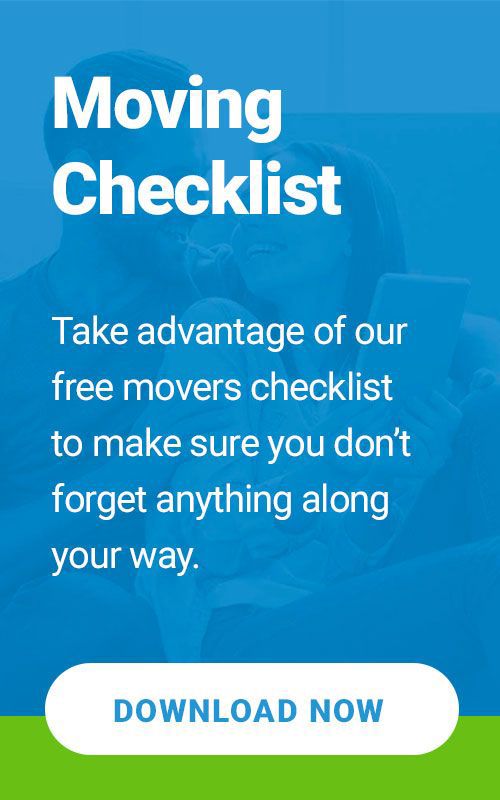 Moving
Checklist
Take advantage of our
free movers checklist
to make sure you don’t
forget anything along
your way.
DOWNLOAD NOW